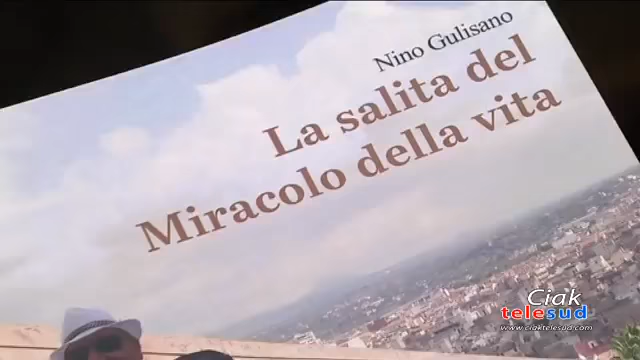 Nino Gulisano
La salita del
Miracolo della vita
Ciak
telesud
www.ciaktelesud.com